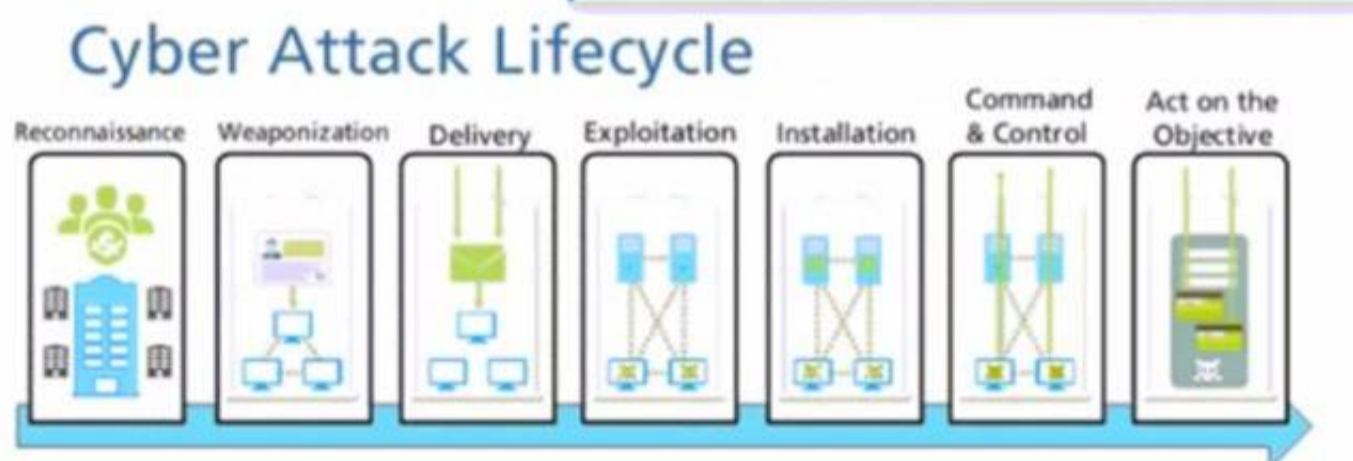 Cyber Attack Lifecycle
Reconnaissance
Weaponization
Delivery
Exploitation
Installation
Command
& Control
Act on the
Objective